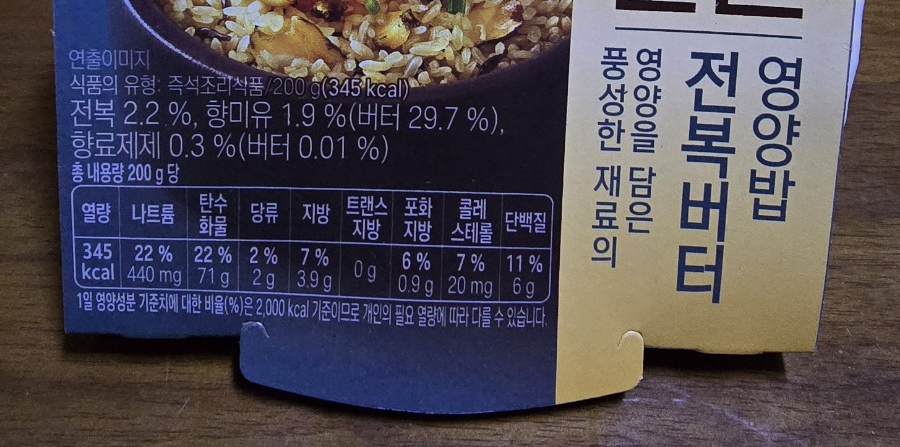 연출이미지
식품의 유형: 즉석조리식품/200 g(345 kcal)
전복 2.2 %, 향미유 1.9 %(버터 29.7 %),
향료제제 0.3 %(버터 0.01 %)
총 내용량 200 g 당
열량 나트륨 탄수화물 당류 지방 트랜스지방 포화지방 콜레스테롤 단백질
345 kcal 22 % 440 mg 22 % 71 g 2 % 2 g 7 % 3.9 g 0 g 6 % 0.9 g 7 % 20 mg 11 % 6 g
1일 영양성분 기준치에 대한 비율(%)은 2,000 kcal 기준이므로 개인의 필요 열량에 따라 다를 수 있습니다.
영양밥
전복버터
영양을 담은
풍성한 재료의